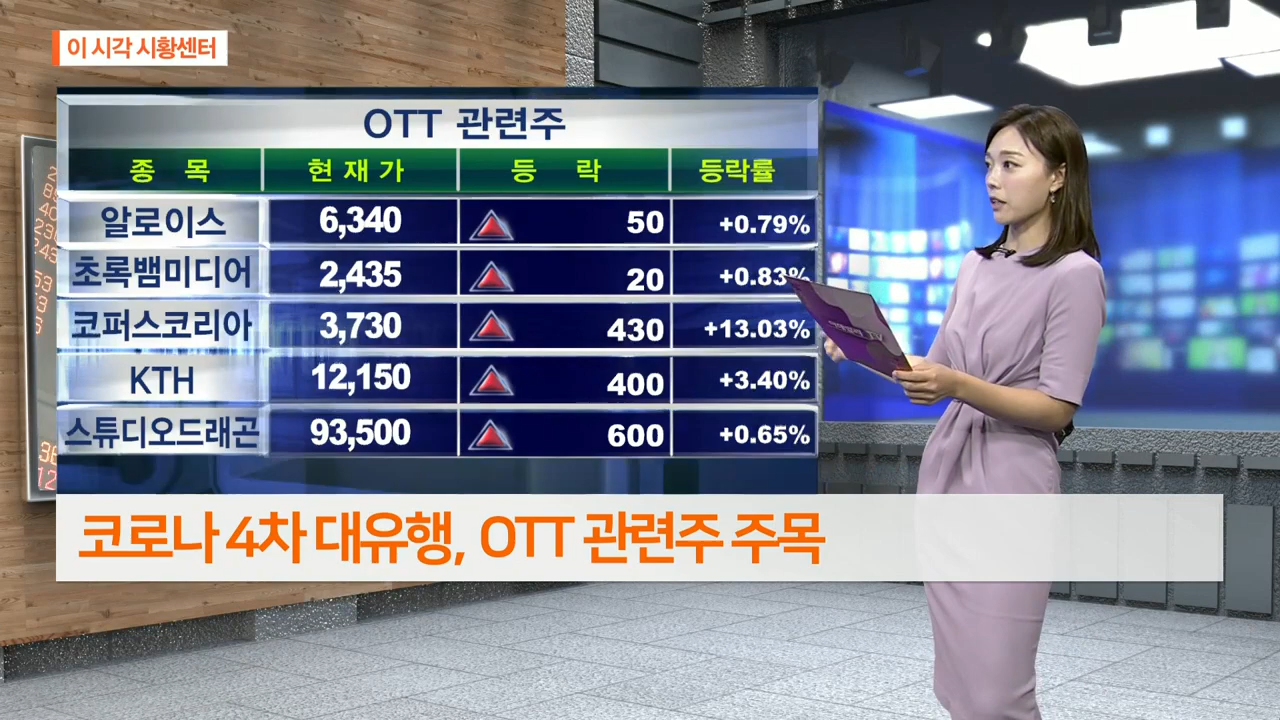 이 시각 시황센터
OTT 관련주
종 목 현 재 가 등 락 등락률
알로이스 6,340 ▲ 50 +0.79%
초록뱀미디어 2,435 ▲ 20 +0.83%
코퍼스코리아 3,730 ▲ 430 +13.03%
KTH 12,150 ▲ 400 +3.40%
스튜디오드래곤 93,500 ▲ 600 +0.65%
코로나 4차 대유행, OTT 관련주 주목